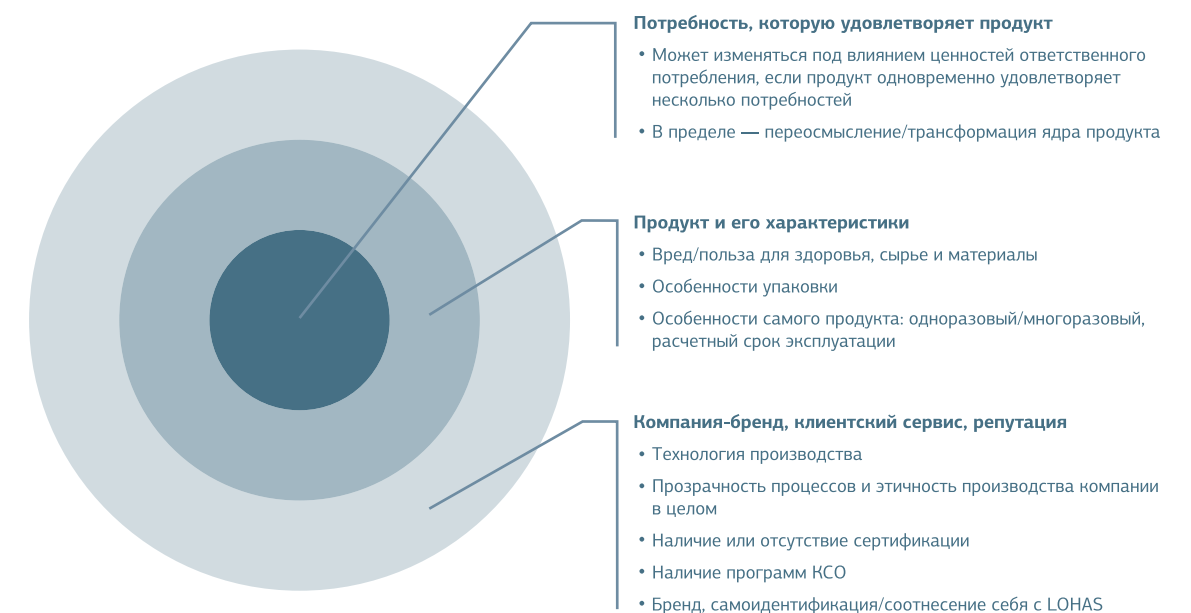 Потребность, которую удовлетворяет продукт
• Может изменяться под влиянием ценностей ответственного
потребления, если продукт одновременно удовлетворяет
несколько потребностей
• В пределе — переосмысление/трансформация ядра продукта
Продукт и его характеристики
• Вред/польза для здоровья, сырье и материалы
• Особенности упаковки
• Особенности самого продукта: одноразовый/многоразовый,
расчетный срок эксплуатации
Компания-бренд, клиентский сервис, репутация
• Технология производства
• Прозрачность процессов и этичность производства компании
в целом
• Наличие или отсутствие сертификации
• Наличие программ КСО
• Бренд, самоидентификация/соотнесение себя с LOHAS